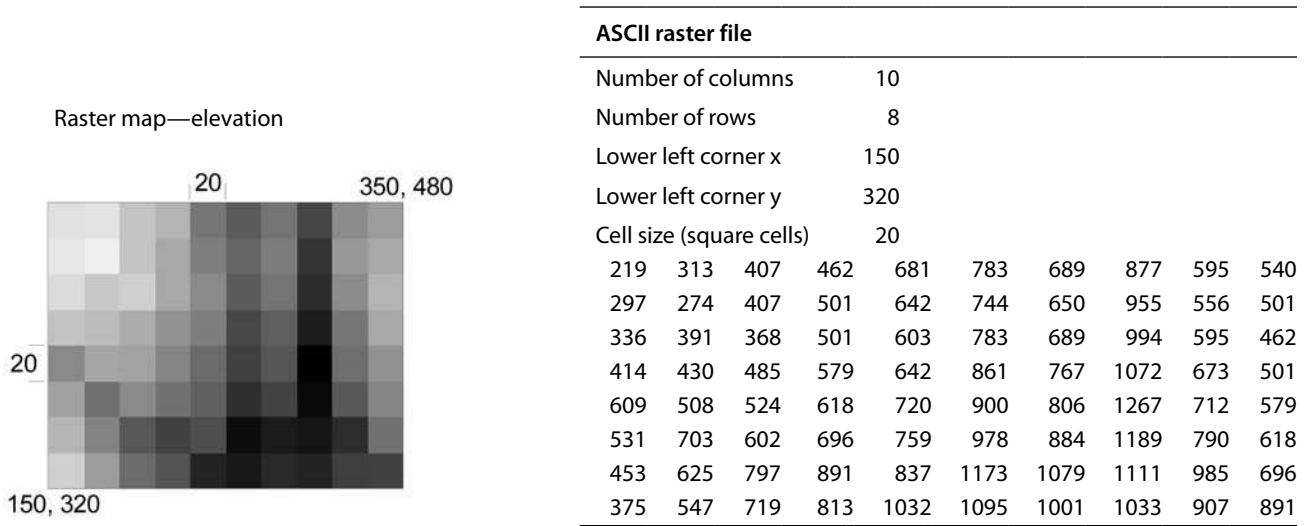 Raster map—elevation
20
350, 480
20
150, 320
ASCII raster file
Number of columns 10
Number of rows 8
Lower left corner x 150
Lower left corner y 320
Cell size (square cells) 20
219 313 407 462 681 783 689 877 595 540
297 274 407 501 642 744 650 955 556 501
336 391 368 501 603 783 689 994 595 462
414 430 485 579 642 861 767 1072 673 501
609 508 524 618 720 900 806 1267 712 579
531 703 602 696 759 978 884 1189 790 618
453 625 797 891 837 1173 1079 1111 985 696
375 547 719 813 1032 1095 1001 1033 907 891